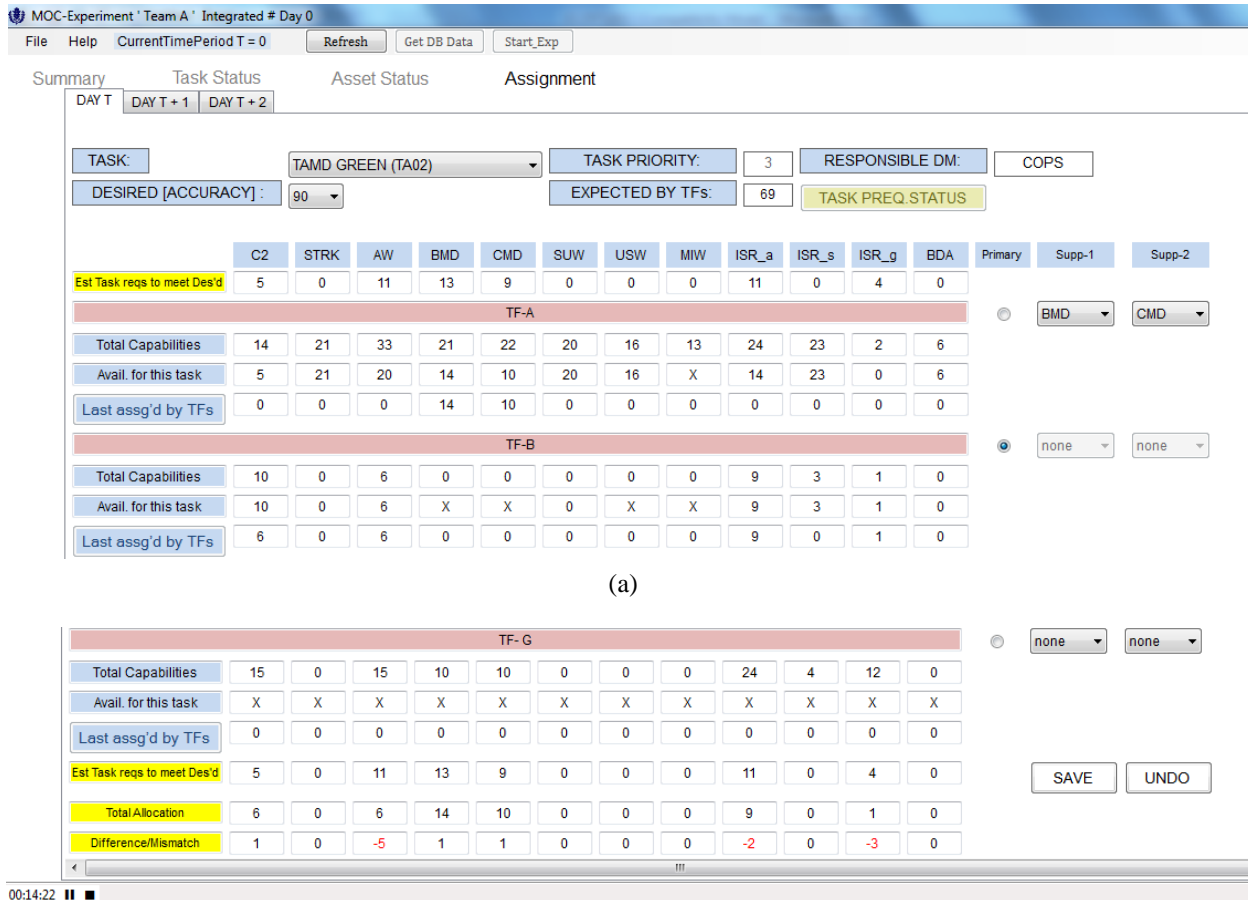 MOC-Experiment ' Team A ' Integrated # Day 0
File Help CurrentTimePeriod T = 0 Refresh Get DB Data Start_Exp
Summary Task Status Asset Status Assignment
DAY T DAY T + 1 DAY T + 2
TASK: TAMD GREEN (TA02) TASK PRIORITY: 3 RESPONSIBLE DM: COPS
DESIRED [ACCURACY] : 90 EXPECTED BY TFs: 69 TASK PREQ.STATUS
C2 STRK AW BMD CMD SUW USW MIW ISR_a ISR_s ISR_g BDA Primary Supp-1 Supp-2
Est Task reqs to meet Des'd 5 0 11 13 9 0 0 0 11 0 4 0
TF-A BMD CMD
Total Capabilities 14 21 33 21 22 20 16 13 24 23 2 6
Avail. for this task 5 21 20 14 10 20 16 X 14 23 0 6
Last assg'd by TFs 0 0 0 14 10 0 0 0 0 0 0 0
TF-B none none
Total Capabilities 10 0 6 0 0 0 0 0 9 3 1 0
Avail. for this task 10 0 6 X X 0 X X 9 3 1 0
Last assg'd by TFs 6 0 6 0 0 0 0 0 9 0 1 0
(a)
TF- G none none
Total Capabilities 15 0 15 10 10 0 0 0 24 4 12 0
Avail. for this task X X X X X X X X X X X X
Last assg'd by TFs 0 0 0 0 0 0 0 0 0 0 0 0
Est Task reqs to meet Des'd 5 0 11 13 9 0 0 0 11 0 4 0 SAVE UNDO
Total Allocation 6 0 6 14 10 0 0 0 9 0 1 0
Difference/Mismatch 1 0 -5 1 1 0 0 0 -2 0 -3 0
00:14:22